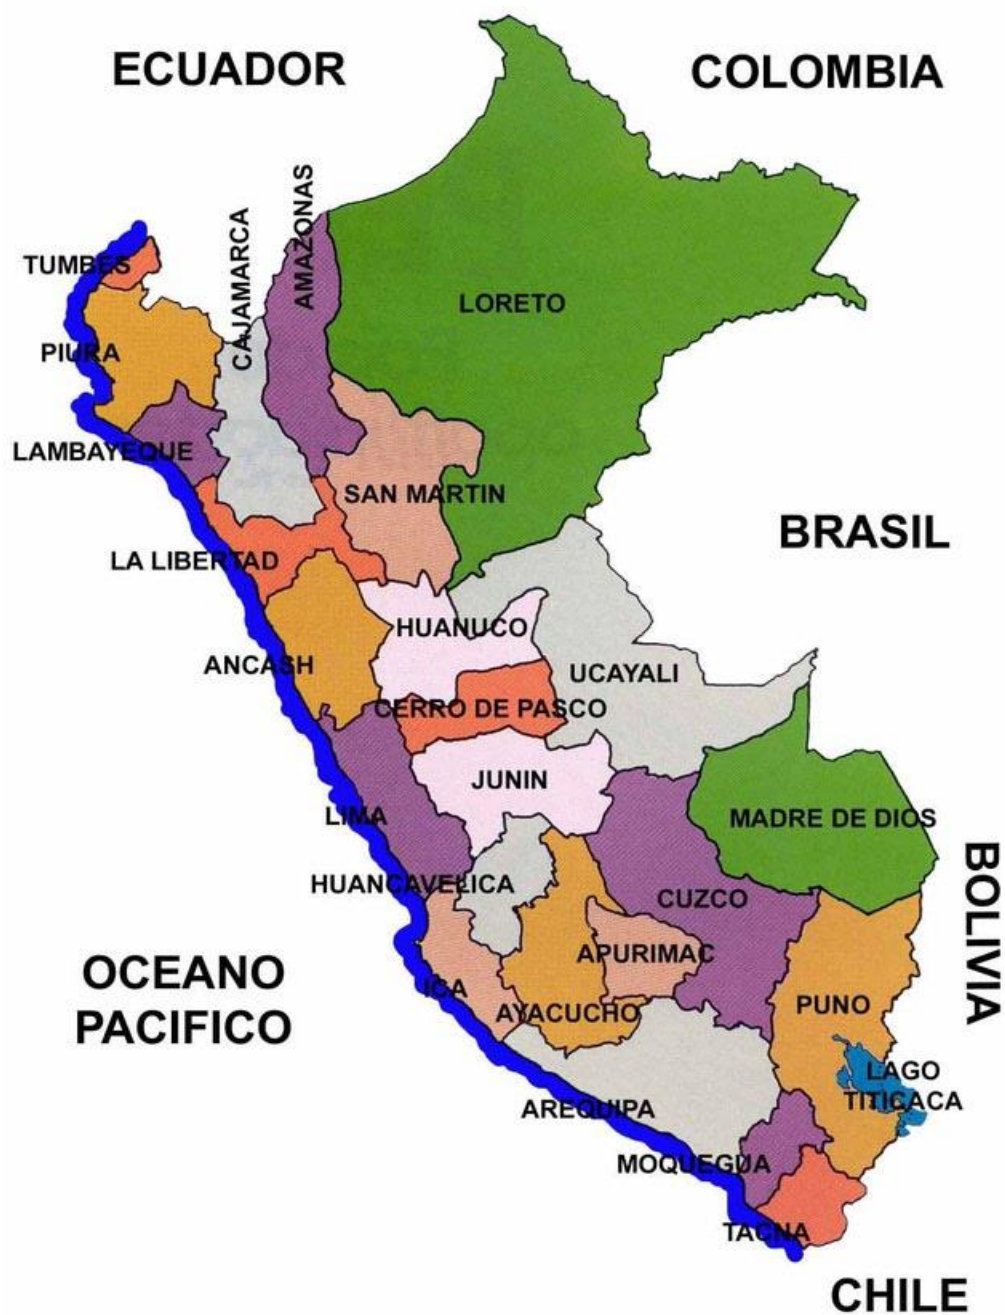 ECUADOR
COLOMBIA
AMAZONAS
CAJAMARCA
TUMBES
LORETO
PIURA
LAMBAYEQUE
SAN MARTIN
BRASIL
LA LIBERTAD
HUANUCO
ANCASH
UCAYALI
CERRO DE PASCO
JUNIN
LIMA
MADRE DE DIOS
HUANCAVELICA
CUZCO
BOLIVIA
APURIMAC
OCEANO
PACIFICO
ICA
AYACUCHO
PUNO
LAGO
TITICACA
AREQUIPA
MOQUEGUA
TACNA
CHILE